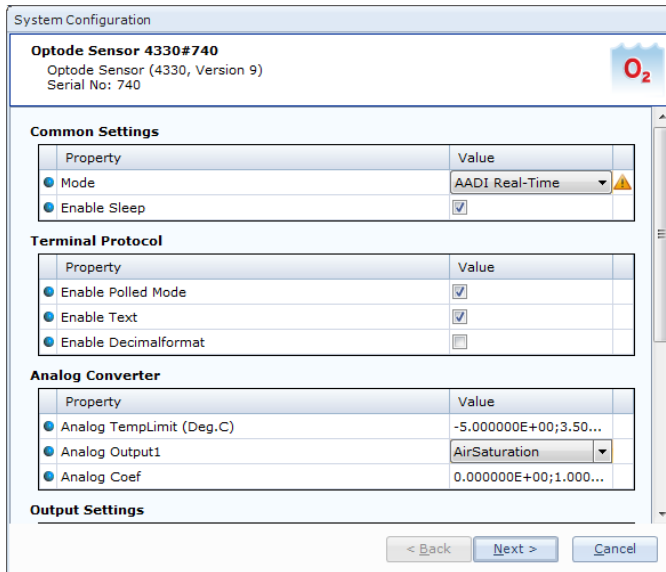 System Configuration
Optode Sensor 4330#740
Optode Sensor (4330, Version 9)
Serial No: 740
O2
Common Settings
Property Value
Mode AADI Real-Time
Enable Sleep
Terminal Protocol
Property Value
Enable Polled Mode
Enable Text
Enable Decimalformat
Analog Converter
Property Value
Analog TempLimit (Deg.C) -5.000000E+00;3.50...
Analog Output1 AirSaturation
Analog Coef 0.000000E+00;1.000...
Output Settings
< Back Next > Cancel